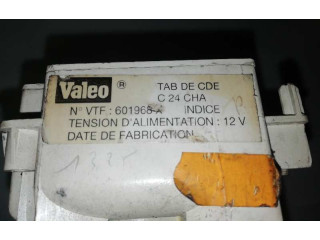 Valeo ®
TAB DE CDE
C 24 CHA
N° VTF : 601968-A INDICE
TENSION D'ALIMENTATION : 12 V
DATE DE FABRICATION.